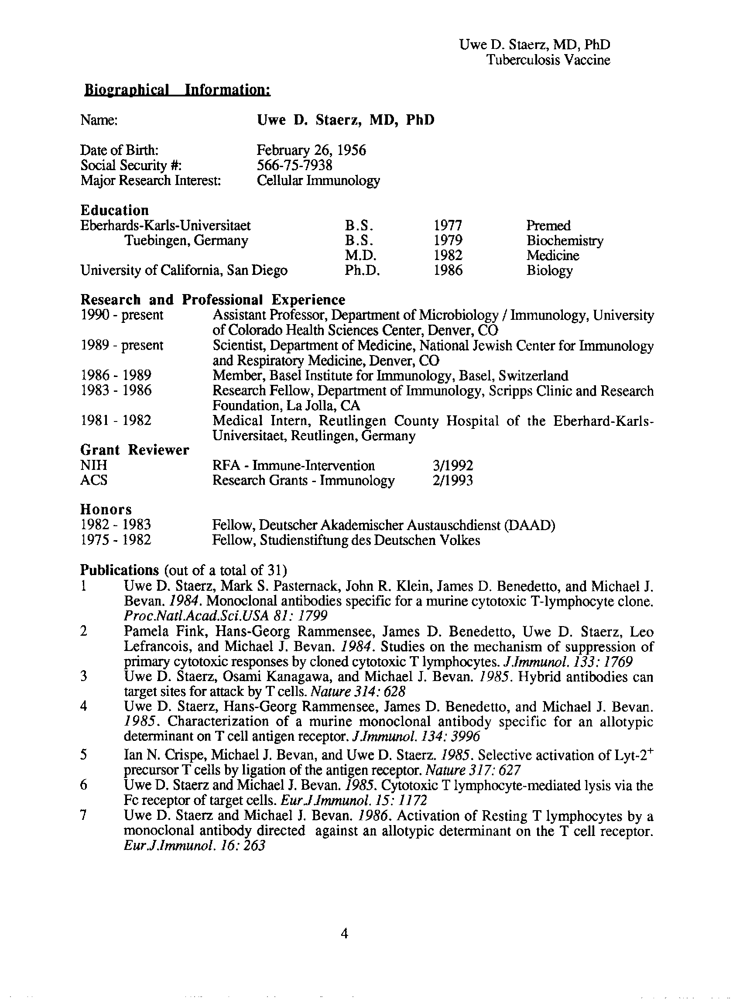 Uwe D. Staerz, MD, PhD
Tuberculosis Vaccine
Biographical Information:
Name: Uwe D. Staerz, MD, PhD
Date of Birth: February 26, 1956
Social Security #: 566-75-7938
Major Research Interest: Cellular Immunology
Education
Eberhards-Karls-Universitaet B.S. 1977 Premed
Tuebingen, Germany B.S. 1979 Biochemistry
M.D. 1982 Medicine
University of California, San Diego Ph.D. 1986 Biology
Research and Professional Experience
1990 - present Assistant Professor, Department of Microbiology / Immunology, University
of Colorado Health Sciences Center, Denver, CO
1989 - present Scientist, Department of Medicine, National Jewish Center for Immunology
and Respiratory Medicine, Denver, CO
1986 - 1989 Member, Basel Institute for Immunology, Basel, Switzerland
1983 - 1986 Research Fellow, Department of Immunology, Scripps Clinic and Research
Foundation, La Jolla, CA
1981 - 1982 Medical Intern, Reutlingen County Hospital of the Eberhard-Karls-
Universitaet, Reutlingen, Germany
Grant Reviewer
NIH RFA - Immune-Intervention 3/1992
ACS Research Grants - Immunology 2/1993
Honors
1982 - 1983 Fellow, Deutscher Akademischer Austauschdienst (DAAD)
1975 - 1982 Fellow, Studienstiftung des Deutschen Volkes
Publications (out of a total of 31)
1 Uwe D. Staerz, Mark S. Pasternack, John R. Klein, James D. Benedetto, and Michael J.
Bevan. 1984. Monoclonal antibodies specific for a murine cytotoxic T-lymphocyte clone.
Proc.Natl.Acad.Sci.USA 81: 1799
2 Pamela Fink, Hans-Georg Rammensee, James D. Benedetto, Uwe D. Staerz, Leo
Lefrancois, and Michael J. Bevan. 1984. Studies on the mechanism of suppression of
primary cytotoxic responses by cloned cytotoxic T lymphocytes. J.Immunol. 133: 1769
3 Uwe D. Staerz, Osami Kanagawa, and Michael J. Bevan. 1985. Hybrid antibodies can
target sites for attack by T cells. Nature 314: 628
4 Uwe D. Staerz, Hans-Georg Rammensee, James D. Benedetto, and Michael J. Bevan.
1985. Characterization of a murine monoclonal antibody specific for an allotypic
determinant on T cell antigen receptor. J.Immunol. 134: 3996
5 Ian N. Crispe, Michael J. Bevan, and Uwe D. Staerz. 1985. Selective activation of Lyt-2+
precursor T cells by ligation of the antigen receptor. Nature 317: 627
6 Uwe D. Staerz and Michael J. Bevan. 1985. Cytotoxic T lymphocyte-mediated lysis via the
Fc receptor of target cells. Eur.J.Immunol. 15: 1172
7 Uwe D. Staerz and Michael J. Bevan. 1986. Activation of Resting T lymphocytes by a
monoclonal antibody directed against an allotypic determinant on the T cell receptor.
Eur.J.Immunol. 16: 263
4